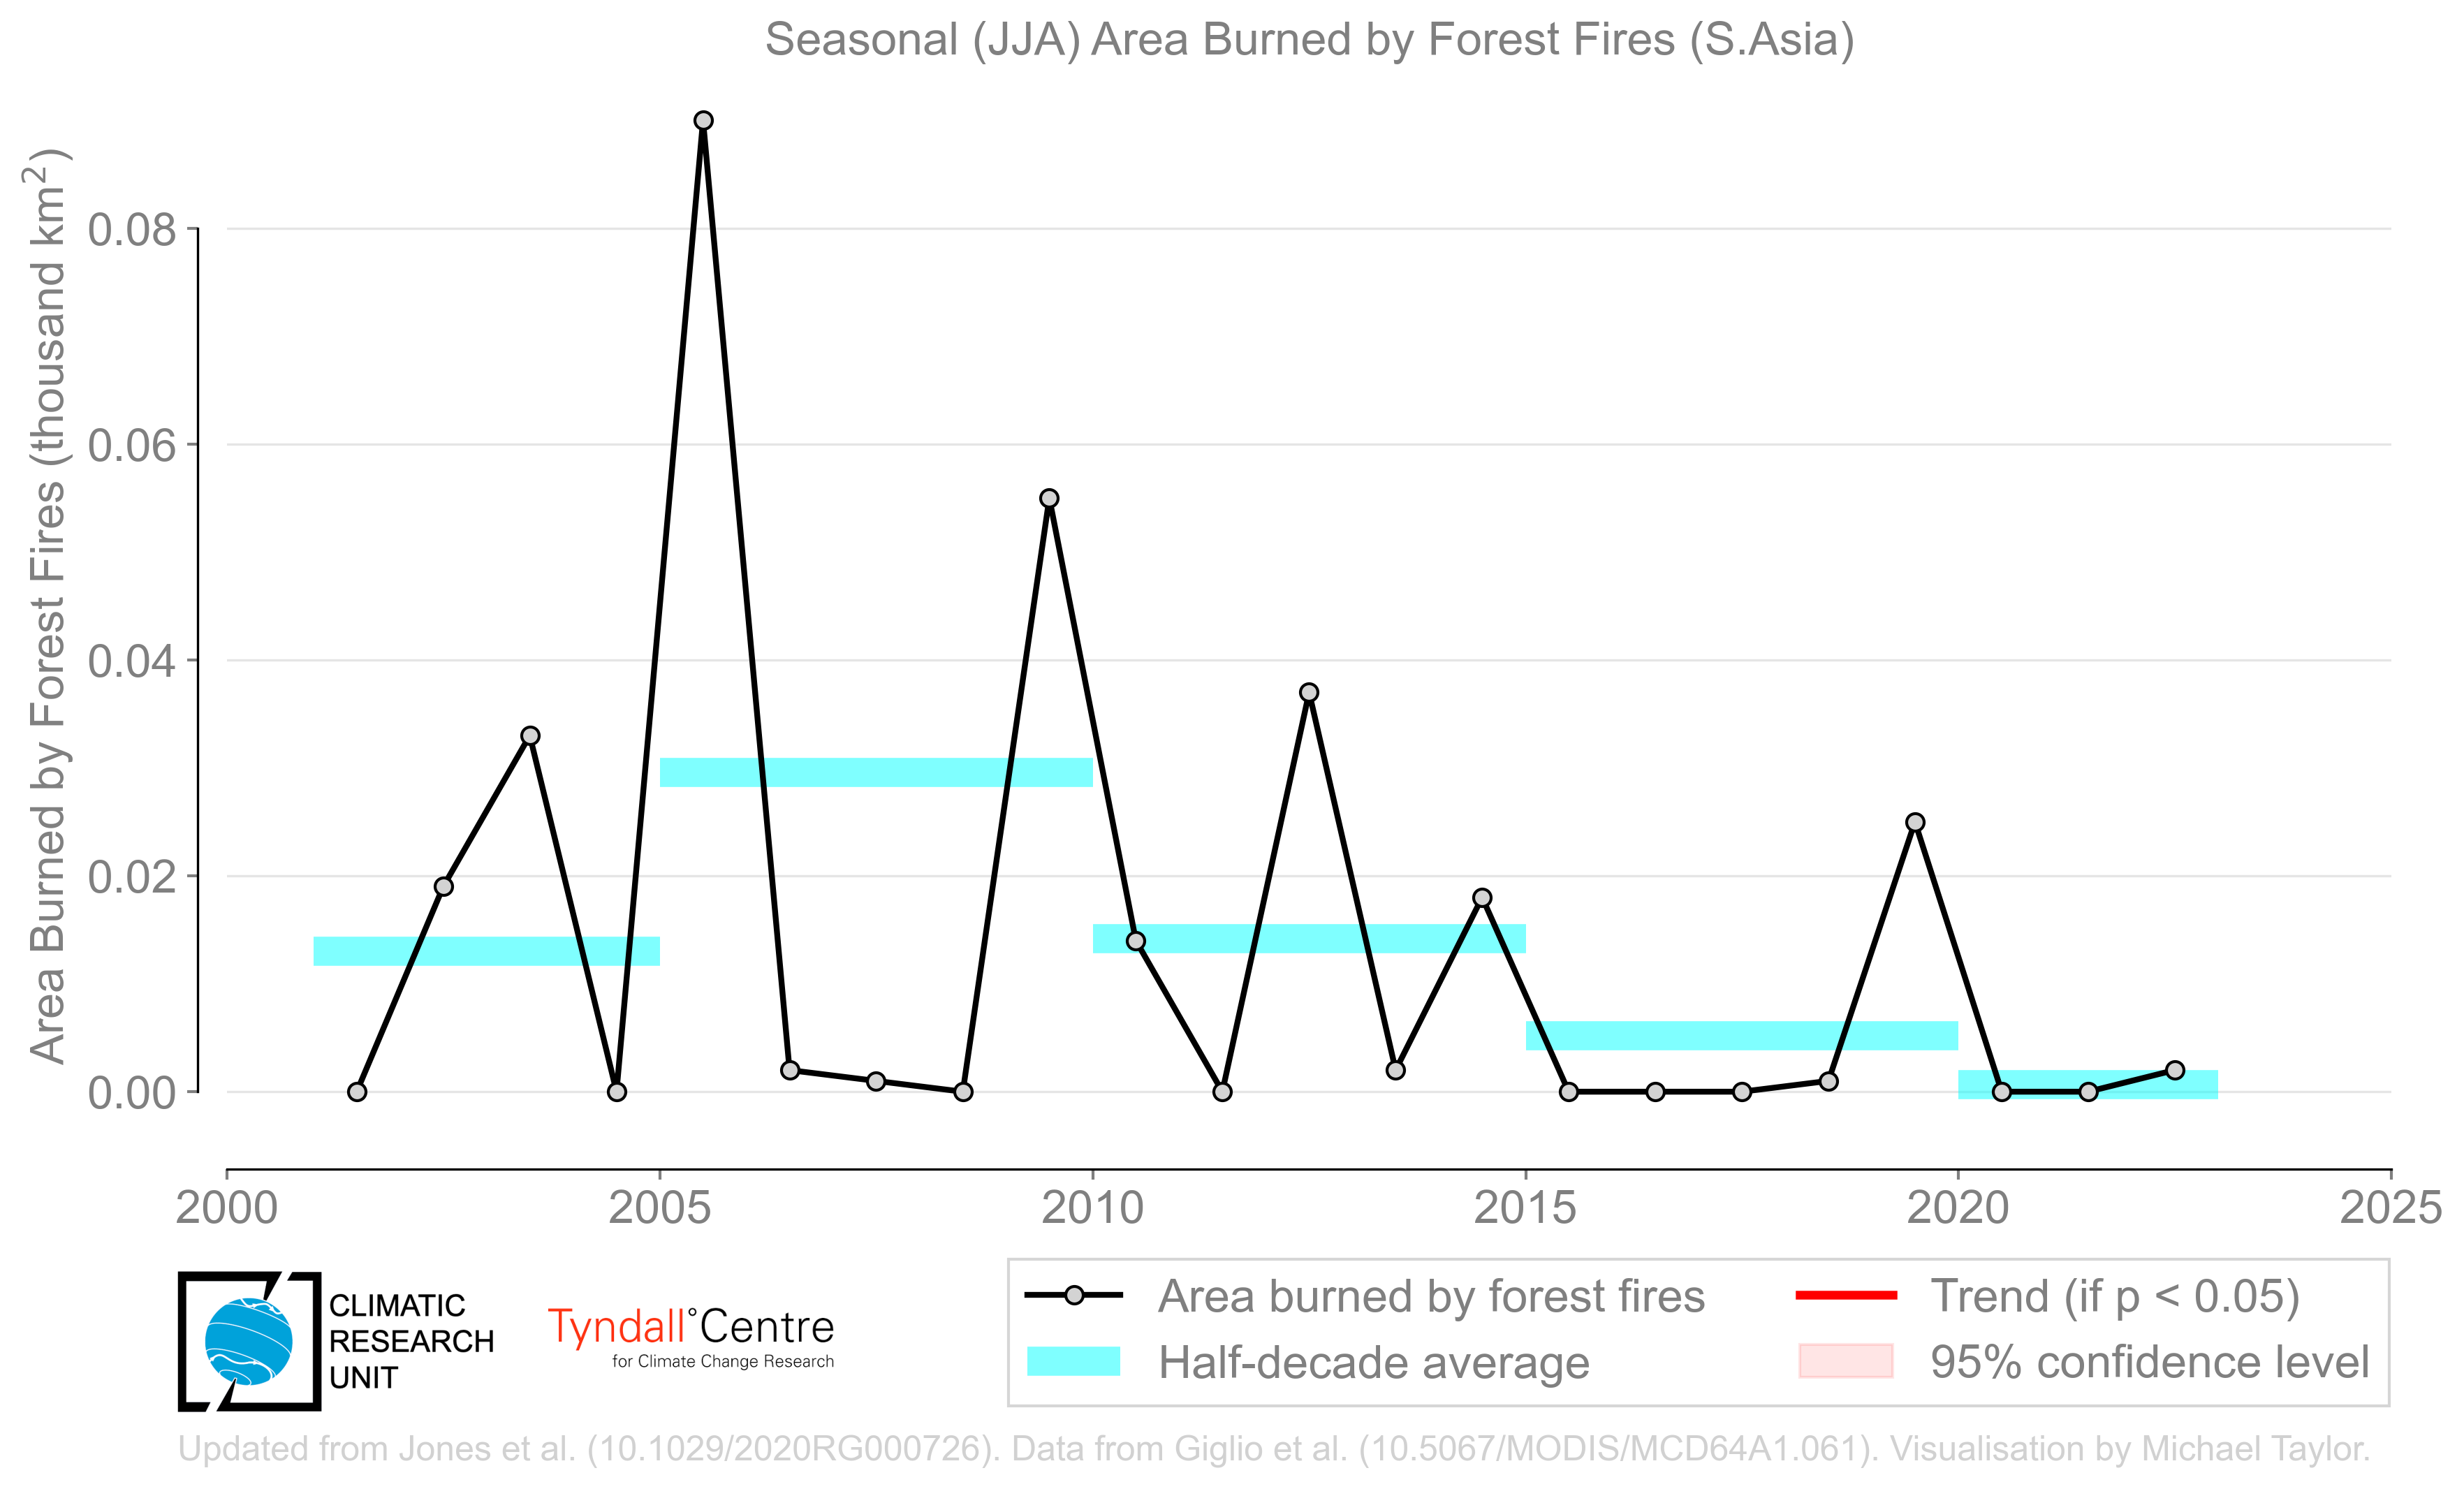 Seasonal (JJA) Area Burned by Forest Fires (S.Asia)
Area Burned by Forest Fires (thousand km²)
0.08
0.06
0.04
0.02
0.00
2000 2005 2010 2015 2020 2025
CLIMATIC
RESEARCH
UNIT
Tyndall°Centre
for Climate Change Research
Area burned by forest fires
Half-decade average
Trend (if p < 0.05)
95% confidence level
Updated from Jones et al. (10.1029/2020RG000726). Data from Giglio et al. (10.5067/MODIS/MCD64A1.061). Visualisation by Michael Taylor.